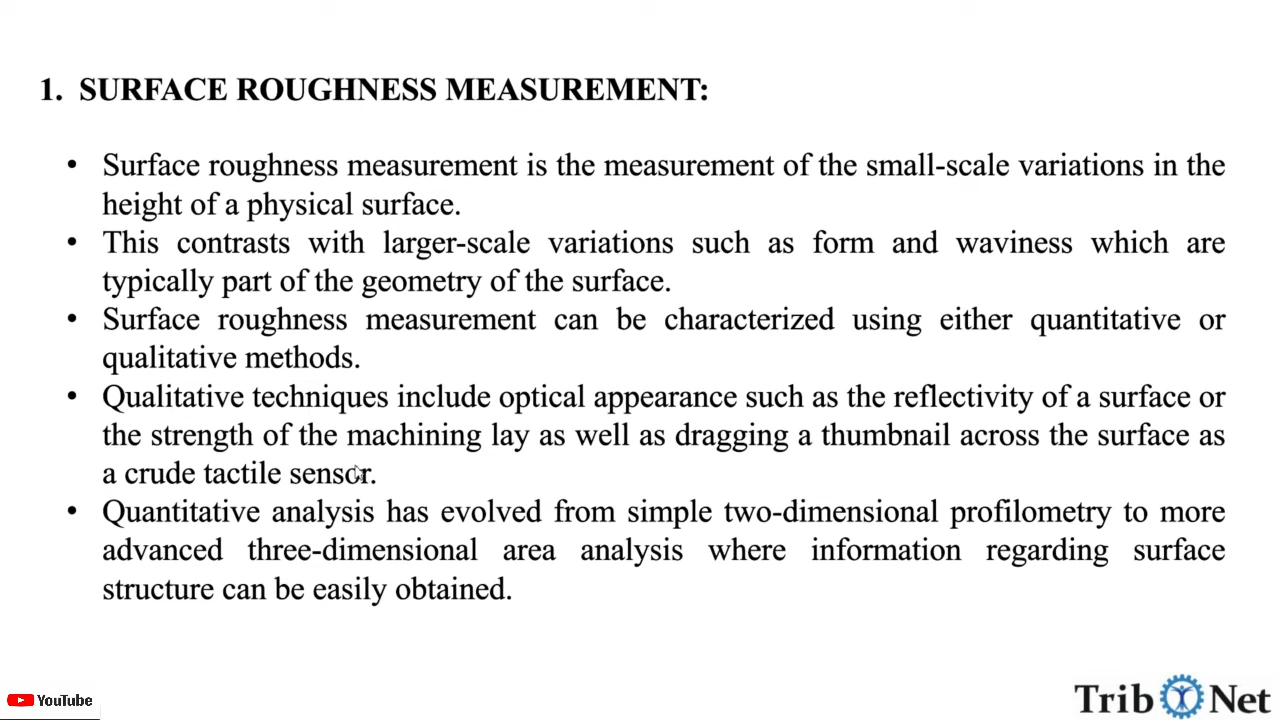 1. SURFACE ROUGHNESS MEASUREMENT:
• Surface roughness measurement is the measurement of the small-scale variations in the
height of a physical surface.
• This contrasts with larger-scale variations such as form and waviness which are
typically part of the geometry of the surface.
• Surface roughness measurement can be characterized using either quantitative or
qualitative methods.
• Qualitative techniques include optical appearance such as the reflectivity of a surface or
the strength of the machining lay as well as dragging a thumbnail across the surface as
a crude tactile sensor.
• Quantitative analysis has evolved from simple two-dimensional profilometry to more
advanced three-dimensional area analysis where information regarding surface
structure can be easily obtained.
YouTube
Trib Net